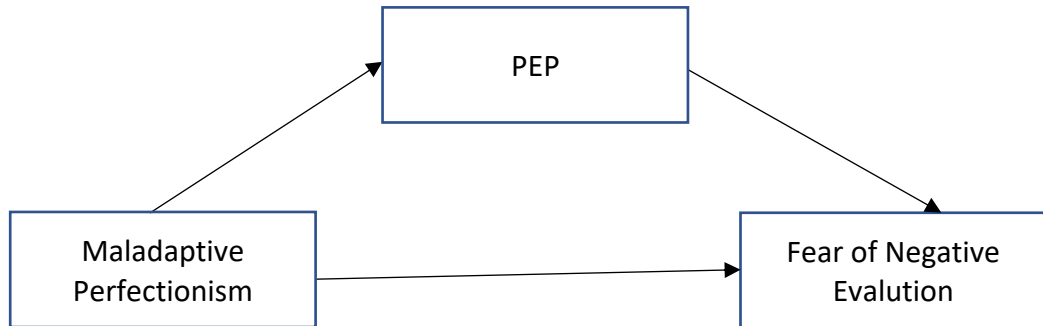 PEP
Maladaptive
Perfectionism
Fear of Negative
Evalution